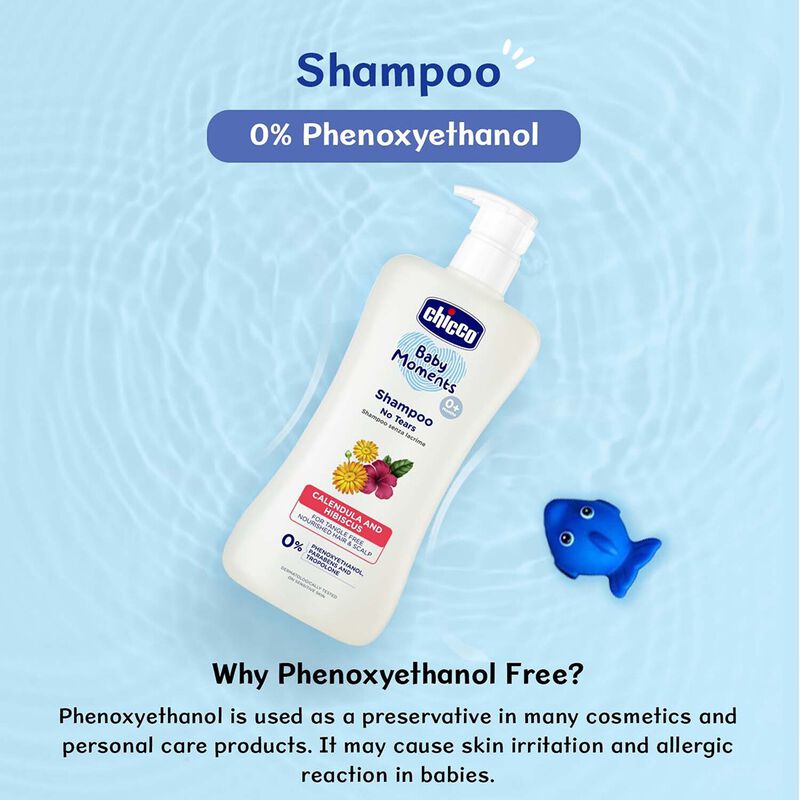 Shampoo
0% Phenoxyethanol
chicco
Baby
Moments
0+
months
Shampoo
No Tears
Shampoo senza lacrime
CALENDULA AND
HIBISCUS
FOR TANGLE FREE
NOURISHED HAIR & SCALP
0%
PHENOXYETHANOL,
PARABENS AND
TROPOLONE
DERMATOLOGICALLY TESTED
ON SENSITIVE SKIN
Why Phenoxyethanol Free?
Phenoxyethanol is used as a preservative in many cosmetics and
personal care products. It may cause skin irritation and allergic
reaction in babies.